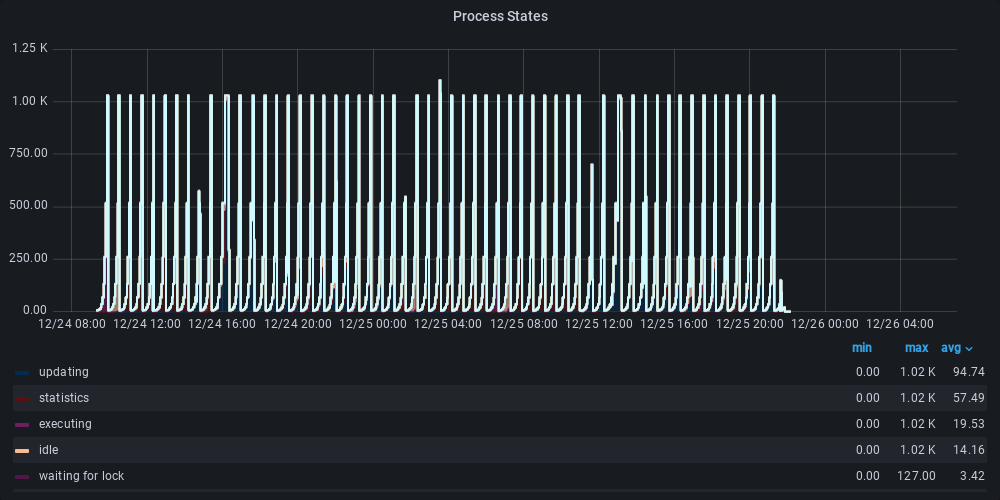 Process States
1.25 K
1.00 K
750.00
500.00
250.00
0.00
12/24 08:00 12/24 12:00 12/24 16:00 12/24 20:00 12/25 00:00 12/25 04:00 12/25 08:00 12/25 12:00 12/25 16:00 12/25 20:00 12/26 00:00 12/26 04:00
min max avg
updating 0.00 1.02 K 94.74
statistics 0.00 1.02 K 57.49
executing 0.00 1.02 K 19.53
idle 0.00 1.02 K 14.16
waiting for lock 0.00 127.00 3.42